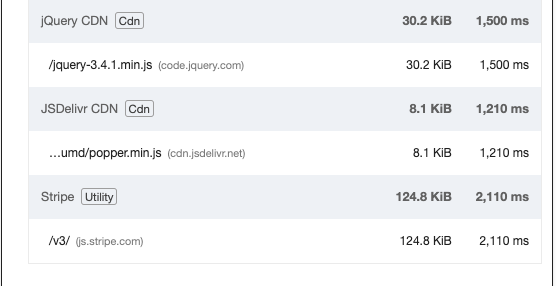 jQuery CDN Cdn 30.2 KiB 1,500 ms
/jquery-3.4.1.min.js (code.jquery.com) 30.2 KiB 1,500 ms
JSDelivr CDN Cdn 8.1 KiB 1,210 ms
…umd/popper.min.js (cdn.jsdelivr.net) 8.1 KiB 1,210 ms
Stripe Utility 124.8 KiB 2,110 ms
/v3/ (js.stripe.com) 124.8 KiB 2,110 ms